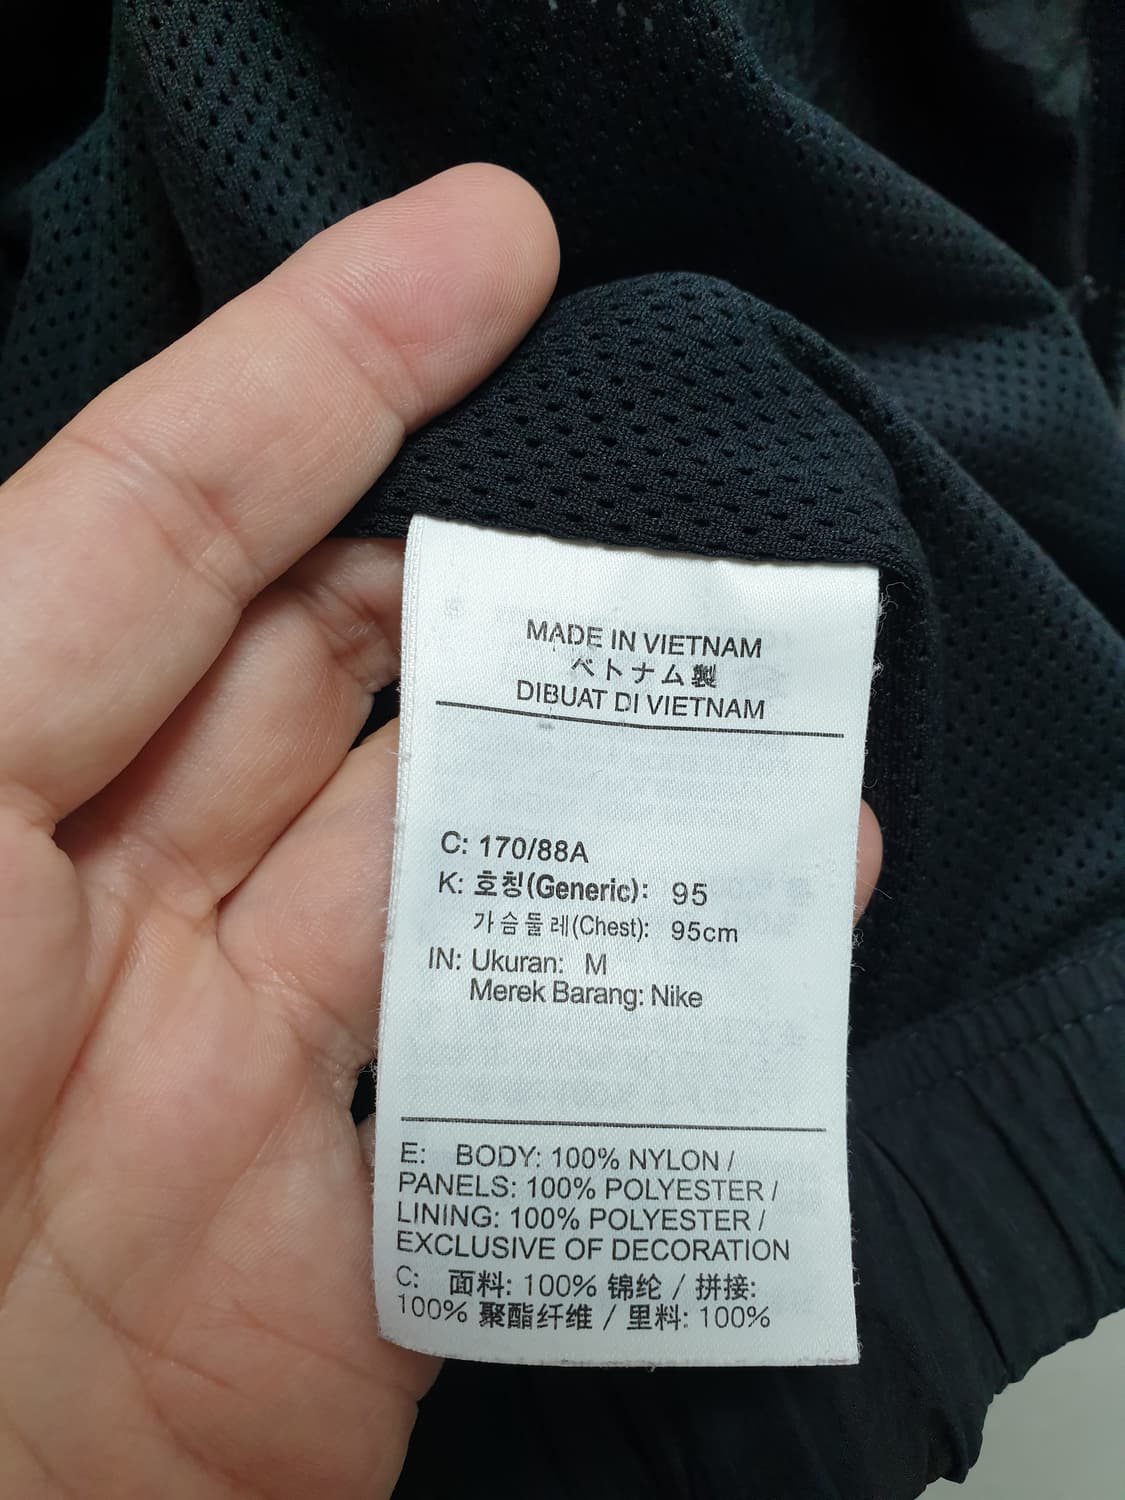 MADE IN VIETNAM
ベトナム製
DIBUAT DI VIETNAM
C: 170/88A
K: 호칭(Generic): 95
가슴둘레(Chest): 95cm
IN: Ukuran: M
Merek Barang: Nike
E: BODY: 100% NYLON /
PANELS: 100% POLYESTER /
LINING: 100% POLYESTER /
EXCLUSIVE OF DECORATION
C: 面料: 100% 锦纶 / 拼接:
100% 聚酯纤维 / 里料: 100%